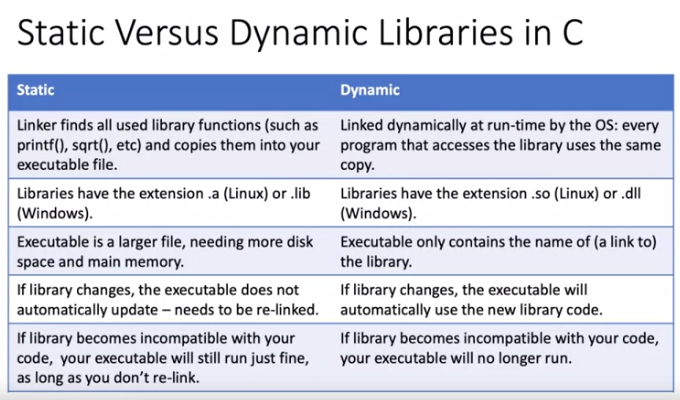 Static Versus Dynamic Libraries in C
Static
Dynamic
Linker finds all used library functions (such as
printf(), sqrt(), etc) and copies them into your
executable file.
Linked dynamically at run-time by the OS: every
program that accesses the library uses the same
copy.
Libraries have the extension .a (Linux) or .lib
(Windows).
Libraries have the extension .so (Linux) or .dll
(Windows).
Executable is a larger file, needing more disk
space and main memory.
Executable only contains the name of (a link to)
the library.
If library changes, the executable does not
automatically update – needs to be re-linked.
If library changes, the executable will
automatically use the new library code.
If library becomes incompatible with your
code,  your executable will still run just fine,
as long as you don’t re-link.
If library becomes incompatible with your code,
your executable will no longer run.